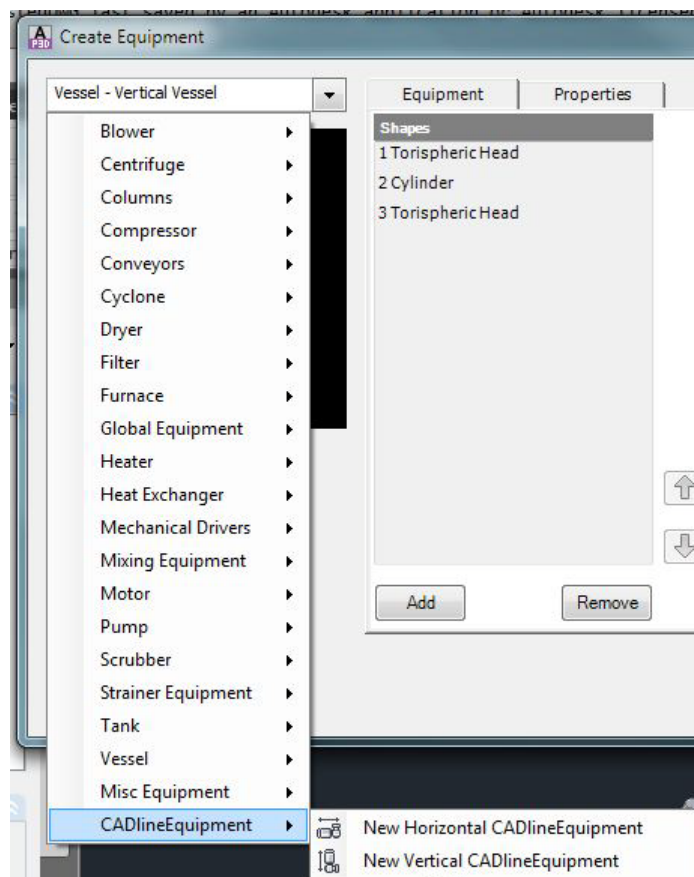 Create Equipment
Vessel - Vertical Vessel
Equipment
Properties
Shapes
1 Torispheric Head
2 Cylinder
3 Torispheric Head
Blower
Centrifuge
Columns
Compressor
Conveyors
Cyclone
Dryer
Filter
Furnace
Global Equipment
Heater
Heat Exchanger
Mechanical Drivers
Mixing Equipment
Motor
Pump
Scrubber
Strainer Equipment
Tank
Vessel
Misc Equipment
CADlineEquipment
Add
Remove
New Horizontal CADlineEquipment
New Vertical CADlineEquipment